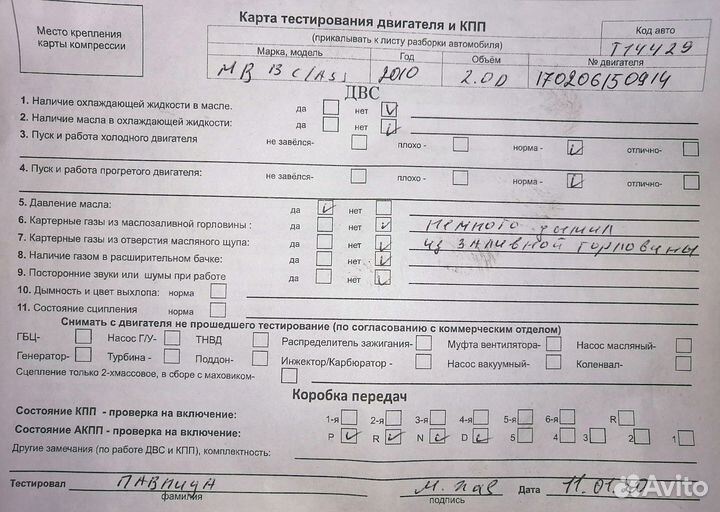 Место крепления
карты компрессии
Карта тестирования двигателя и КПП
(прикалывать к листу разборки автомобиля)
Код авто
T14429
Марка, модель Год Объём № двигателя
MB B class 2010 2.0D
ДВС
1. Наличие охлаждающей жидкости в масле. да нет
2. Наличие масла в охлаждающей жидкости: да нет
3. Пуск и работа холодного двигателя не завёлся- плохо - норма - отлично-
4. Пуск и работа прогретого двигателя: не завёлся- плохо - норма - отлично-
5. Давление масла: да нет
6. Картерные газы из маслозаливной горловины : да нет немного дымил
7. Картерные газы из отверстия масляного щупа: да нет из заливной горловины
8. Наличие газом в расширительном бачке: да нет
9. Посторонние звуки или шумы при работе да нет
10. Дымность и цвет выхлопа: норма
11. Состояние сципления норма
Снимать с двигателя не прошедшего тестирование (по согласованию с коммерческим отделом)
ГБЦ- Насос Г/У- ТНВД Распределитель зажигания- Муфта вентилятора- Насос масляный-
Генератор- Турбина - Поддон- Инжектор/Карбюратор - Насос вакуумный- Коленвал-
Сцепление только 2-хмассовое, в сборе с маховиком-
Коробка передач
Состояние КПП - проверка на включение: 1-я 2-я 3-я 4-я 5-я 6-я R
Состояние АКПП - проверка на включение: P R N D 5 4 3 2 1
Другие замечания (по работе ДВС и КПП), комплектность:
Тестировал Дата 11.01
фамилия подпись
Avito